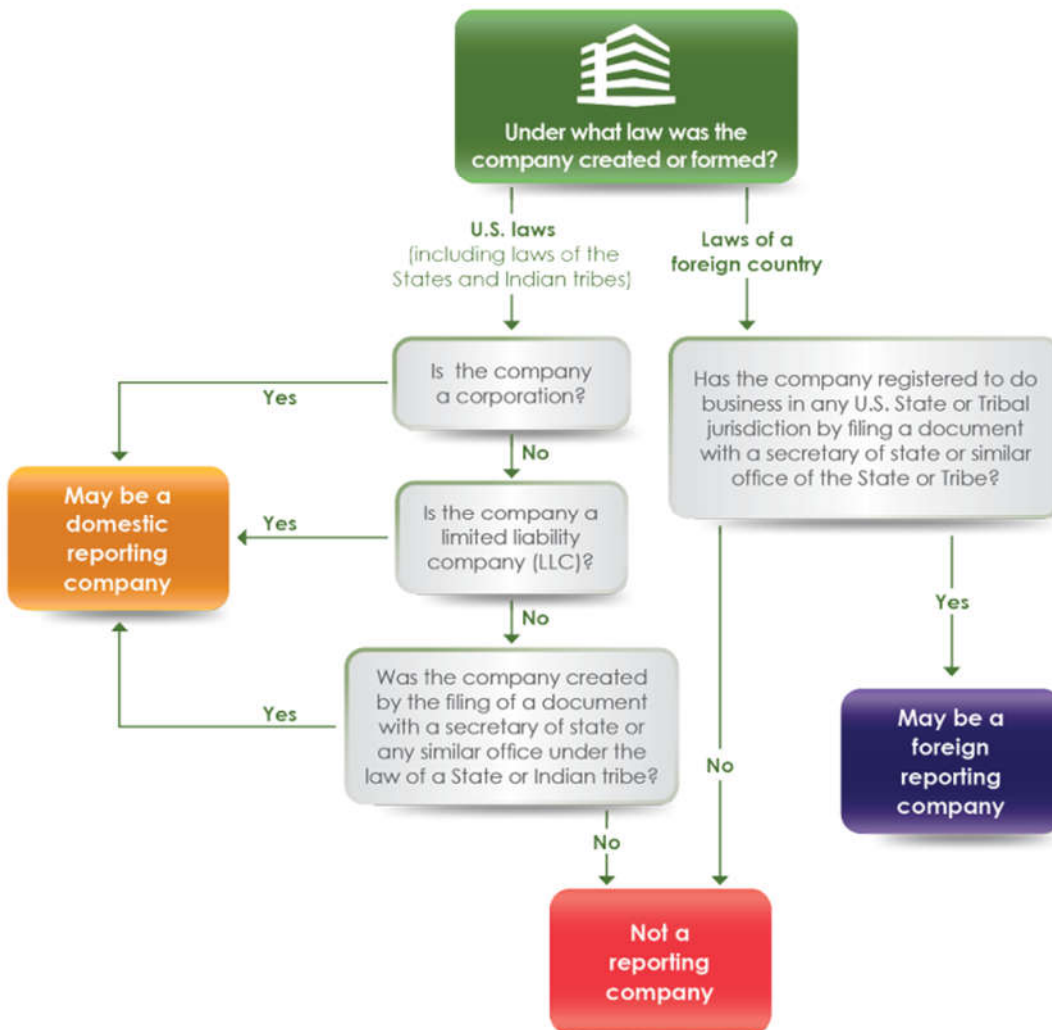 Under what law was the
company created or formed?
U.S. laws
(including laws of the
States and Indian tribes)
Laws of a
foreign country
Is the company
a corporation?
Yes
No
Has the company registered to do
business in any U.S. State or Tribal
jurisdiction by filing a document
with a secretary of state or similar
office of the State or Tribe?
May be a
domestic
reporting
company
Yes
Is the company a
limited liability
company (LLC)?
No
Yes
Was the company created
by the filing of a document
with a secretary of state or
any similar office under the
law of a State or Indian tribe?
Yes
No
No
May be a
foreign
reporting
company
Not a
reporting
company